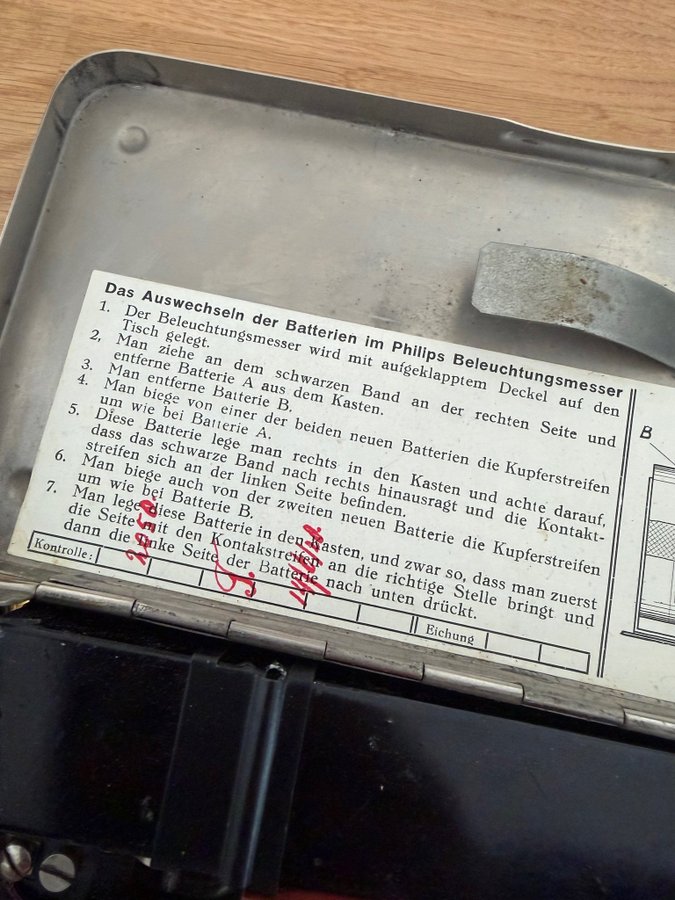 Das Auswechseln der Batterien im Philips Beleuchtungsmesser
1. Der Beleuchtungsmesser wird mit aufgeklapptem Deckel auf den
Tisch gelegt.
2, Man ziehe an dem schwarzen Band an der rechten Seite und
entferne Batterie A aus dem Kasten.
3. Man entferne Batterie B.
4. Man biege von einer der beiden neuen Batterien die Kupferstreifen
um wie bei Batterie A.
5. Diese Batterie lege man rechts in den Kasten und achte darauf,
dass das schwarze Band nach rechts hinausragt und die Kontakt-
streifen sich an der linken Seite befinden.
6. Man biege auch von der zweiten neuen Batterie die Kupferstreifen
um wie bei Batterie B.
7. Man lege diese Batterie in den Kasten, und zwar so, dass man zuerst
die Seite mit den Kontakstreifen an die richtige Stelle bringt und
dann die linke Seite der Batterie nach unten drückt.
Kontrolle:
Eichung
B